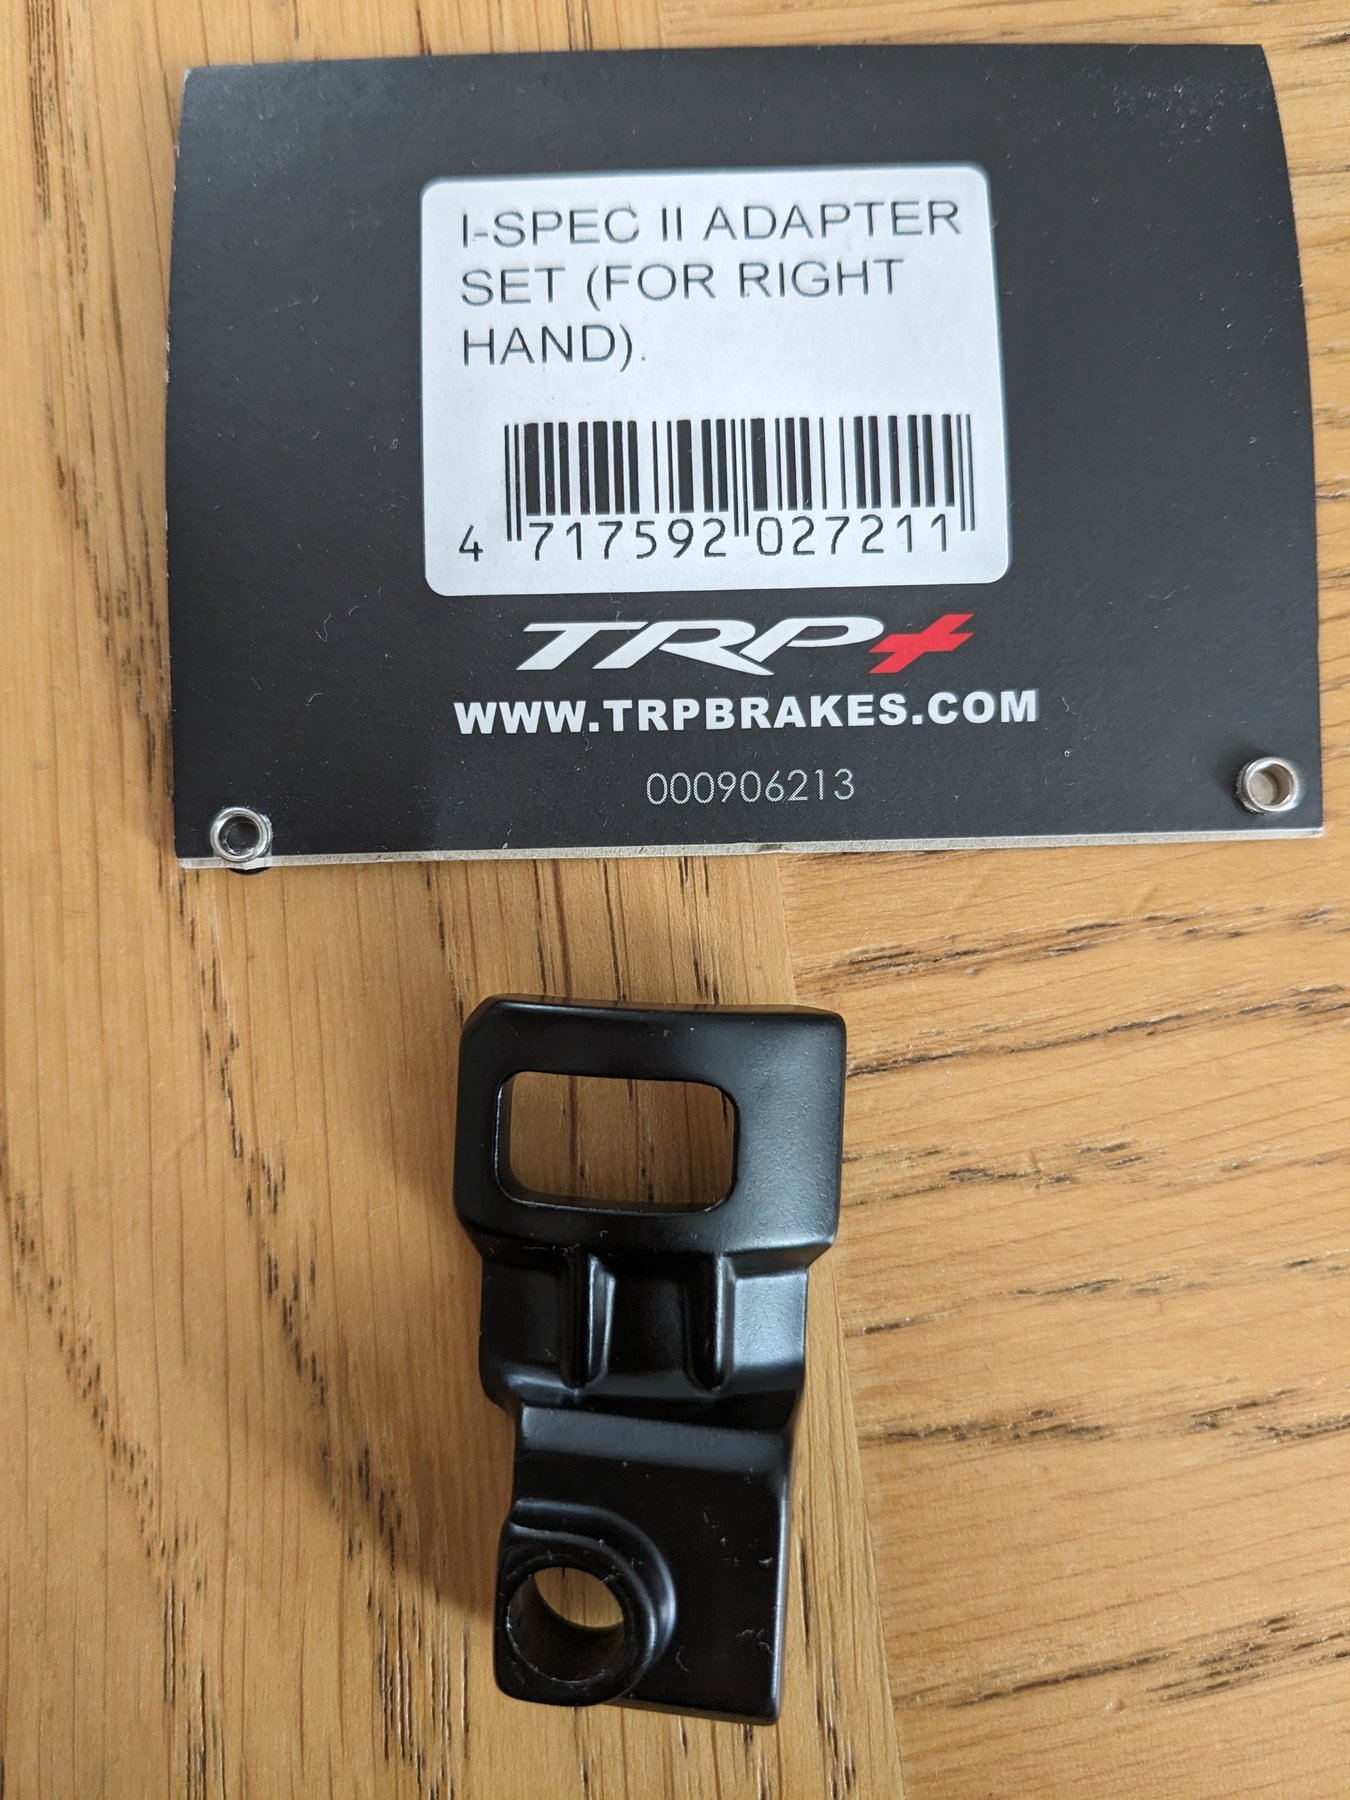 I-SPEC II ADAPTER
SET (FOR RIGHT
HAND).
4 717592 027211
TRP+
WWW.TRPBRAKES.COM
000906213